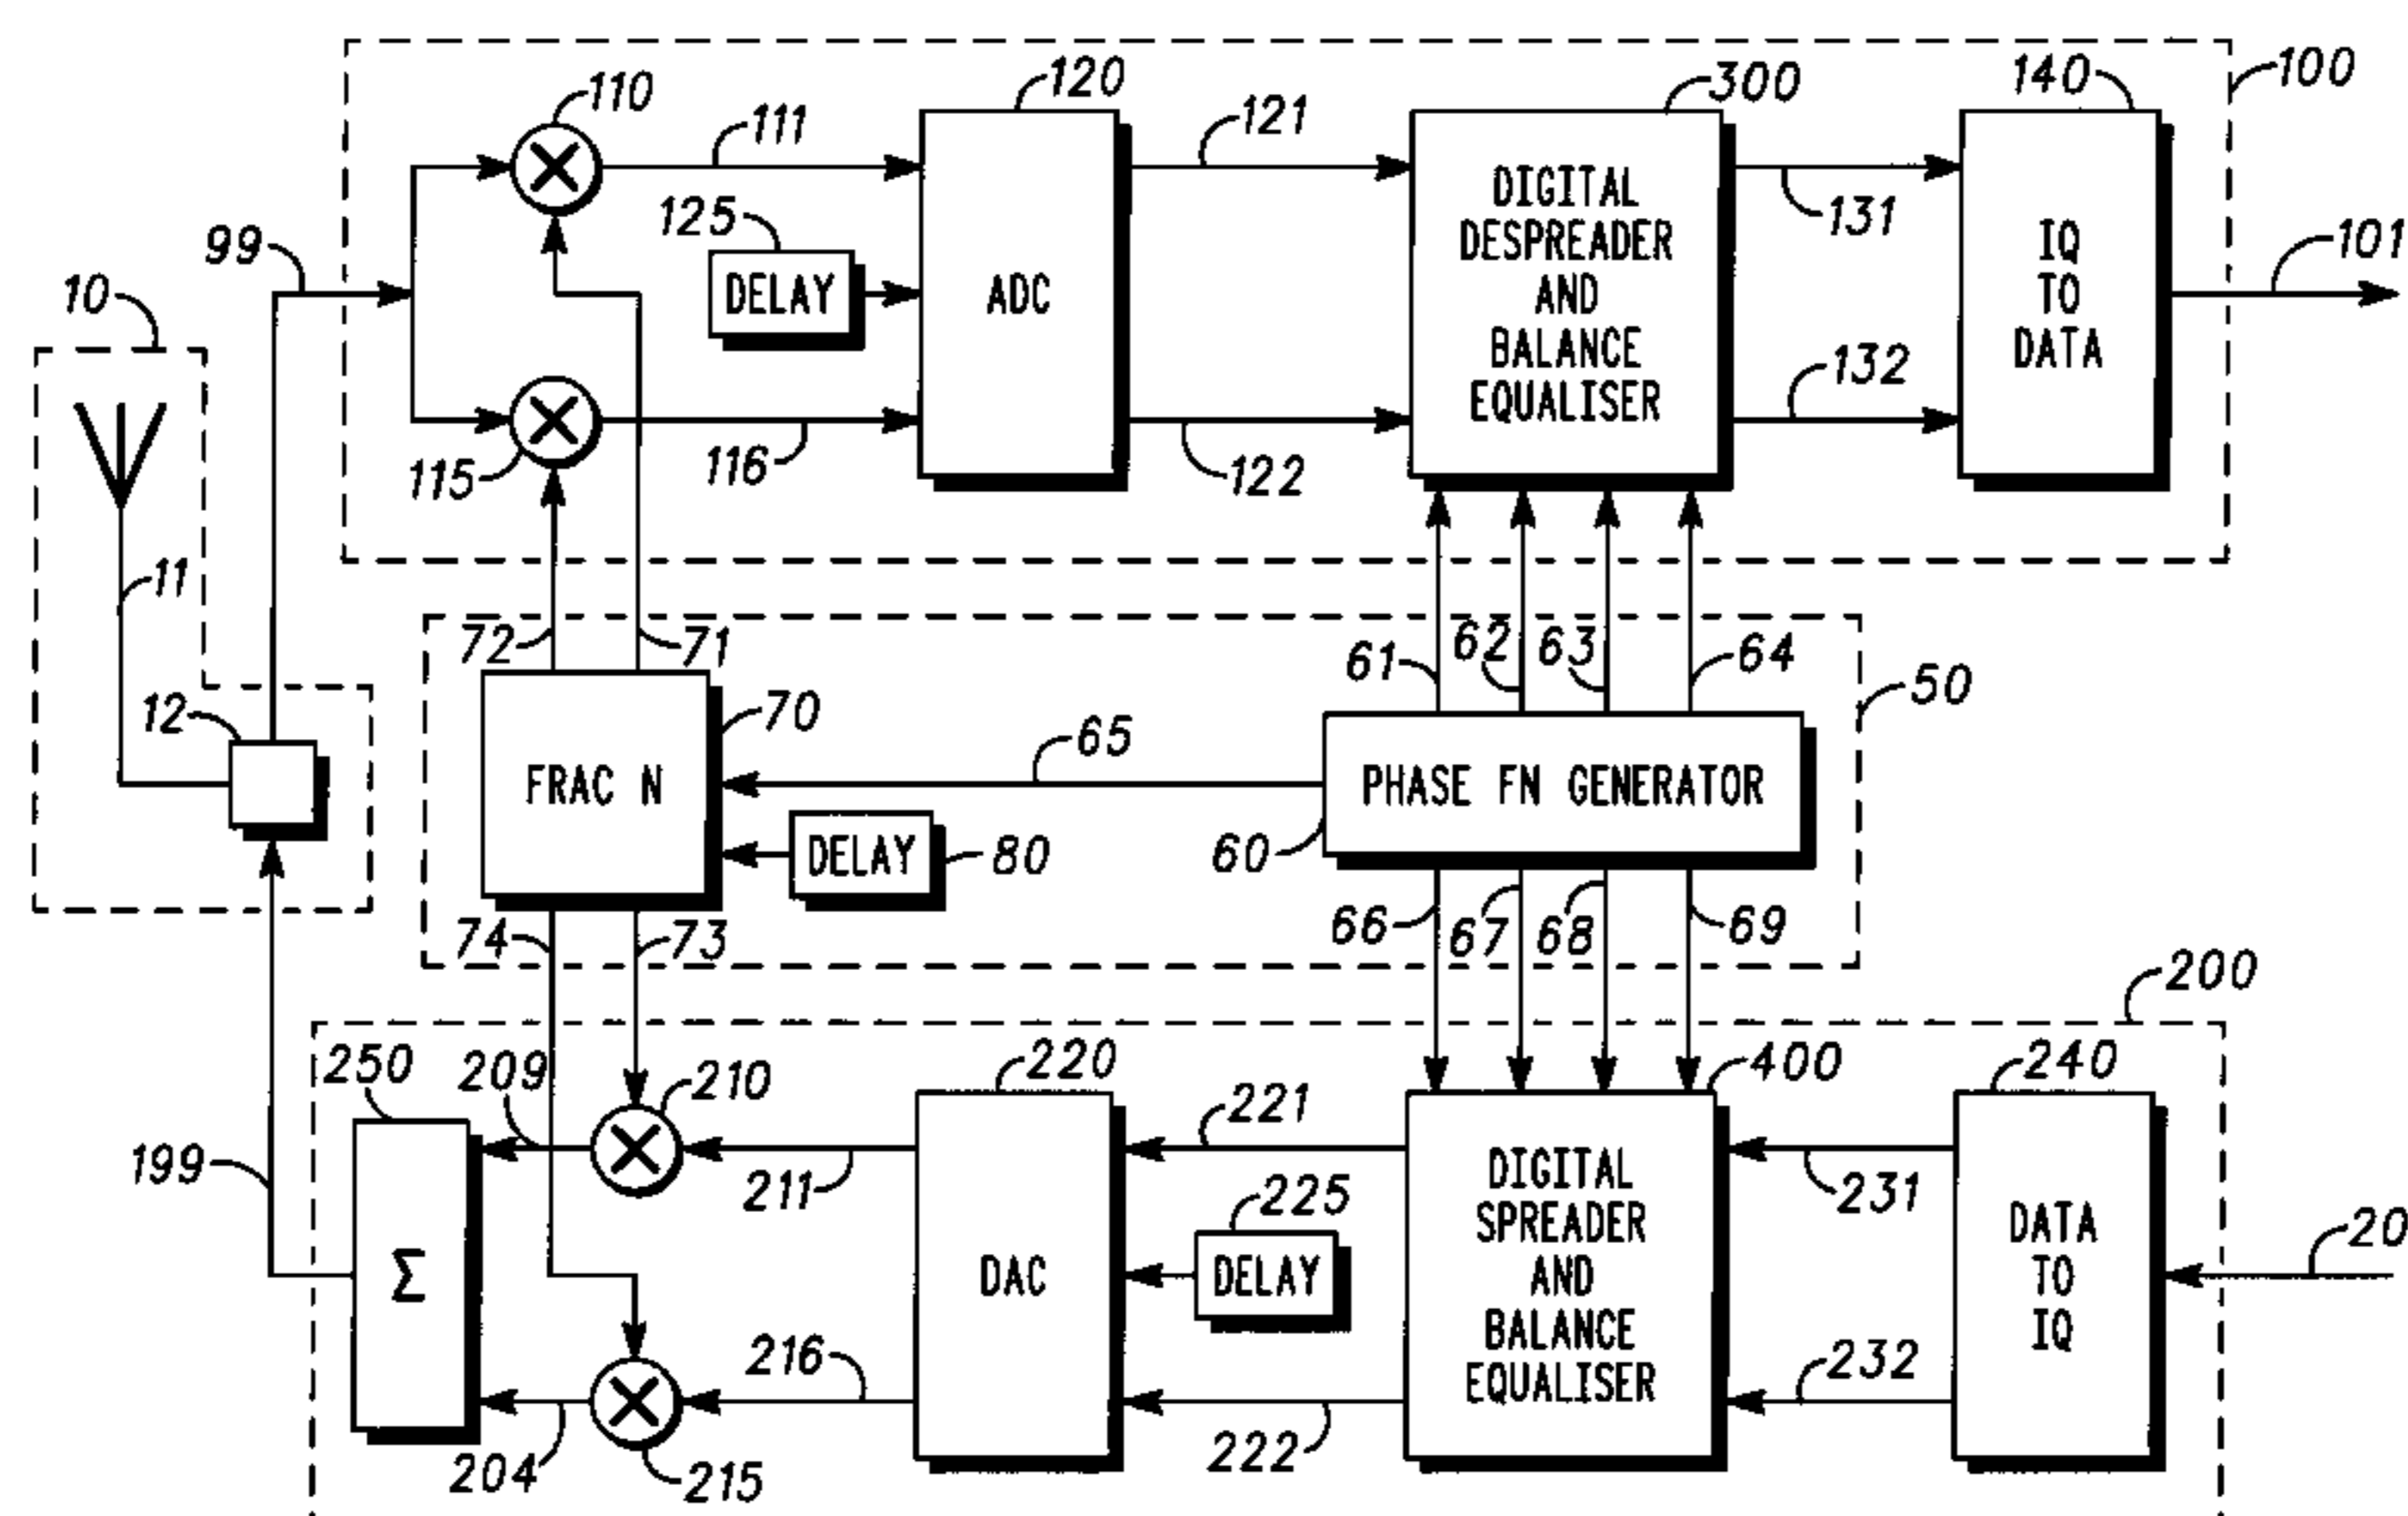 110
111
120
121
300
140
100
99
125
DELAY
ADC
DIGITAL
DESPREADER
AND
BALANCE
EQUALISER
131
132
IQ
TO
DATA
101
10
115
116
122
11
12
72
71
61
62
63
64
50
FRAC N
70
65
PHASE FN GENERATOR
60
DELAY
80
74
73
66
67
68
69
200
250
209
210
220
221
400
240
199
Σ
211
DAC
225
DELAY
DIGITAL
SPREADER
AND
BALANCE
EQUALISER
231
232
DATA
TO
IQ
20
216
204
215
222